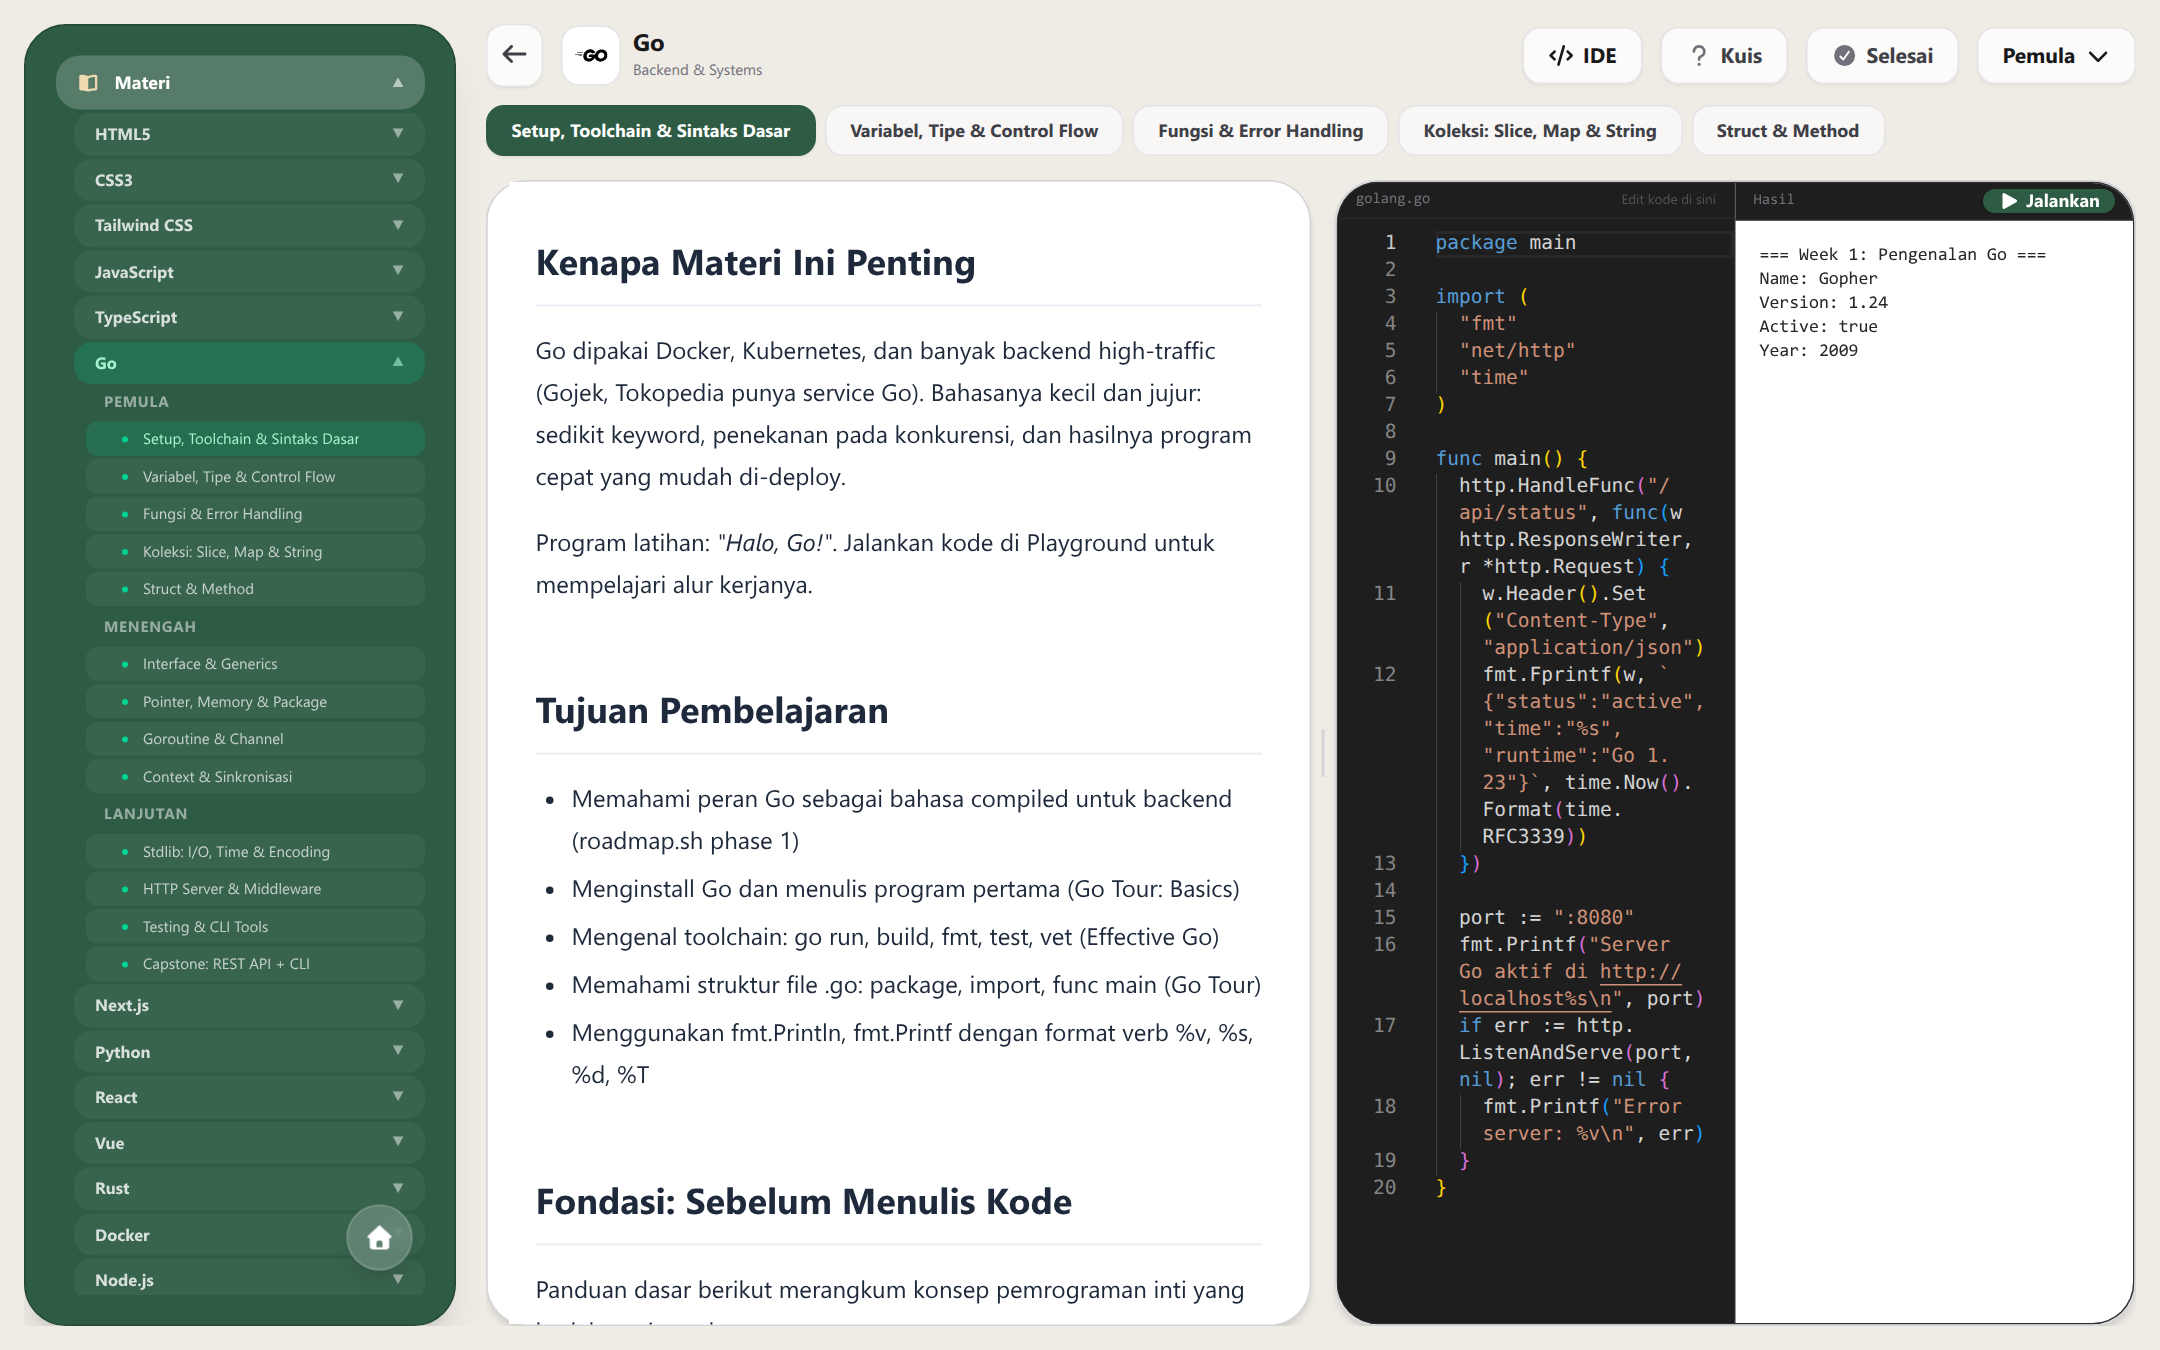 Materi
HTML5
CSS3
Tailwind CSS
JavaScript
TypeScript
Go
PEMULA
Setup, Toolchain & Sintaks Dasar
Variabel, Tipe & Control Flow
Fungsi & Error Handling
Koleksi: Slice, Map & String
Struct & Method
MENENGAH
Interface & Generics
Pointer, Memory & Package
Goroutine & Channel
Context & Sinkronisasi
LANJUTAN
Stdlib: I/O, Time & Encoding
HTTP Server & Middleware
Testing & CLI Tools
Capstone: REST API + CLI
Next.js
Python
React
Vue
Rust
Docker
Node.js
GO
Go
Backend & Systems
</> IDE
? Kuis
Selesai
Pemula
Setup, Toolchain & Sintaks Dasar
Variabel, Tipe & Control Flow
Fungsi & Error Handling
Koleksi: Slice, Map & String
Struct & Method
Kenapa Materi Ini Penting
Go dipakai Docker, Kubernetes, dan banyak backend high-traffic
(Gojek, Tokopedia punya service Go). Bahasanya kecil dan jujur:
sedikit keyword, penekanan pada konkurensi, dan hasilnya program
cepat yang mudah di-deploy.
Program latihan: "Halo, Go!". Jalankan kode di Playground untuk
mempelajari alur kerjanya.
Tujuan Pembelajaran
• Memahami peran Go sebagai bahasa compiled untuk backend
(roadmap.sh phase 1)
• Menginstall Go dan menulis program pertama (Go Tour: Basics)
• Mengenal toolchain: go run, build, fmt, test, vet (Effective Go)
• Memahami struktur file .go: package, import, func main (Go Tour)
• Menggunakan fmt.Println, fmt.Printf dengan format verb %v, %s,
%d, %T
Fondasi: Sebelum Menulis Kode
Panduan dasar berikut merangkum konsep pemrograman inti yang
golang.go
Edit kode di sini
1 package main
2
3 import (
4 "fmt"
5 "net/http"
6 "time"
7 )
8
9 func main() {
10 http.HandleFunc("/
api/status", func(w
http.ResponseWriter,
r *http.Request) {
11 w.Header().Set
("Content-Type",
"application/json")
12 fmt.Fprintf(w, `
{"status":"active",
"time":"%s",
"runtime":"Go 1.
23"}`, time.Now().
Format(time.
RFC3339))
13 })
14
15 port := ":8080"
16 fmt.Printf("Server
Go aktif di http://
localhost%s\n", port)
17 if err := http.
ListenAndServe(port,
nil); err != nil {
18 fmt.Printf("Error
server: %v\n", err)
19 }
20 }
Hasil
Jalankan
=== Week 1: Pengenalan Go ===
Name: Gopher
Version: 1.24
Active: true
Year: 2009